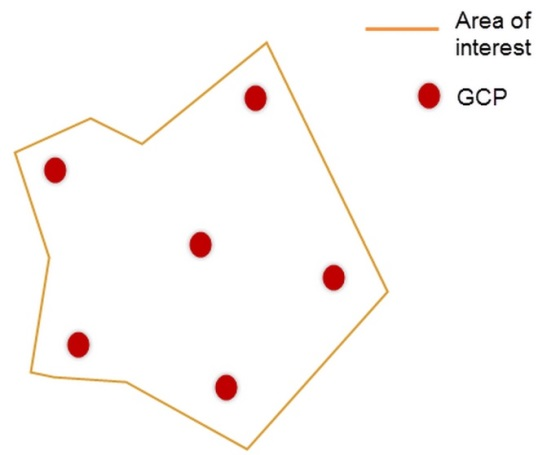 Area of
interest
GCP